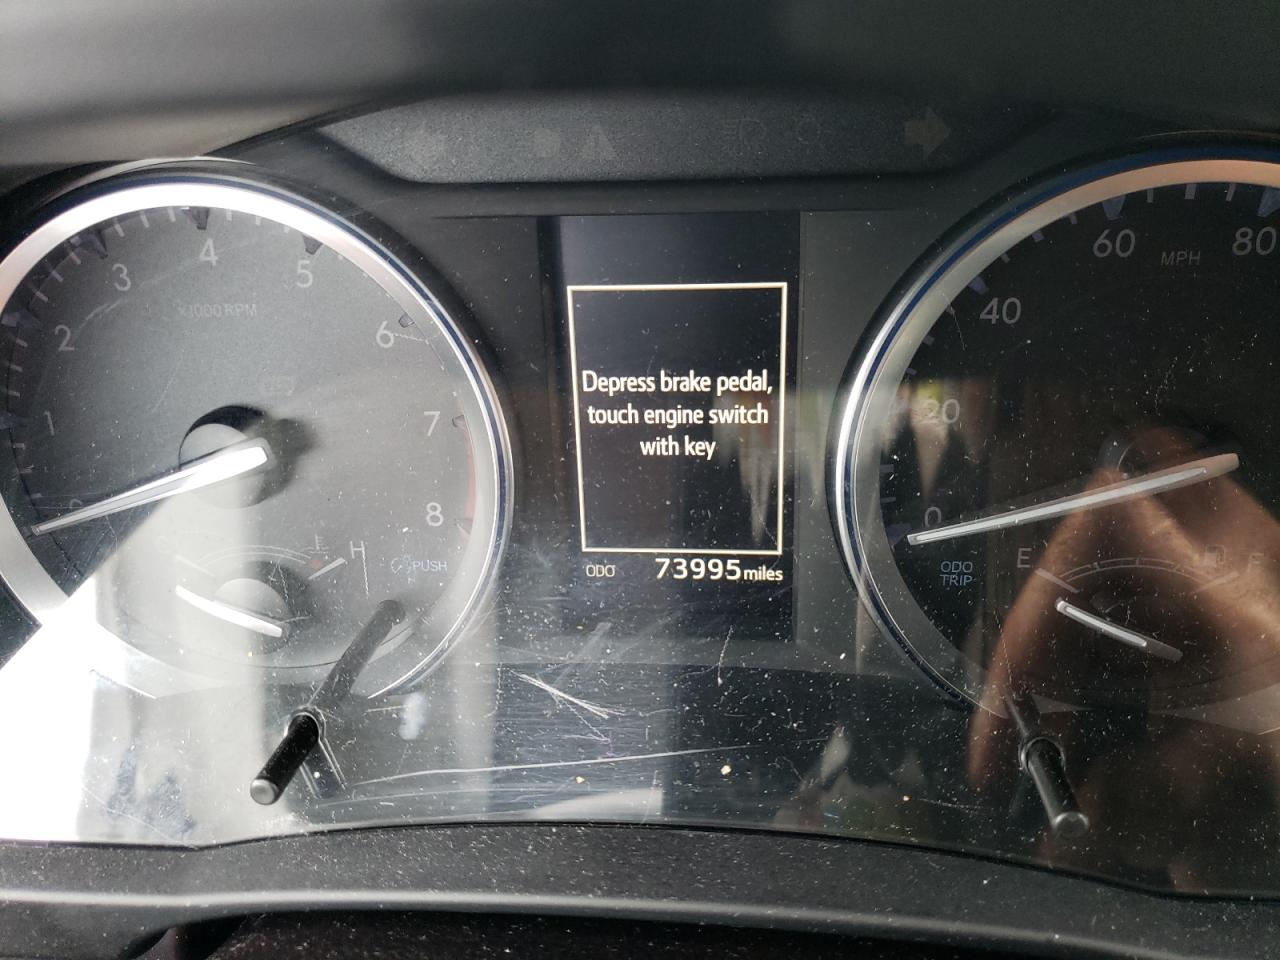 1
2
3
4
5
6
7
8
x1000RPM
H
PUSH
Depress brake pedal,
touch engine switch
with key
ODO 73995 miles
0
20
40
60
80
MPH
ODO
TRIP
E
F